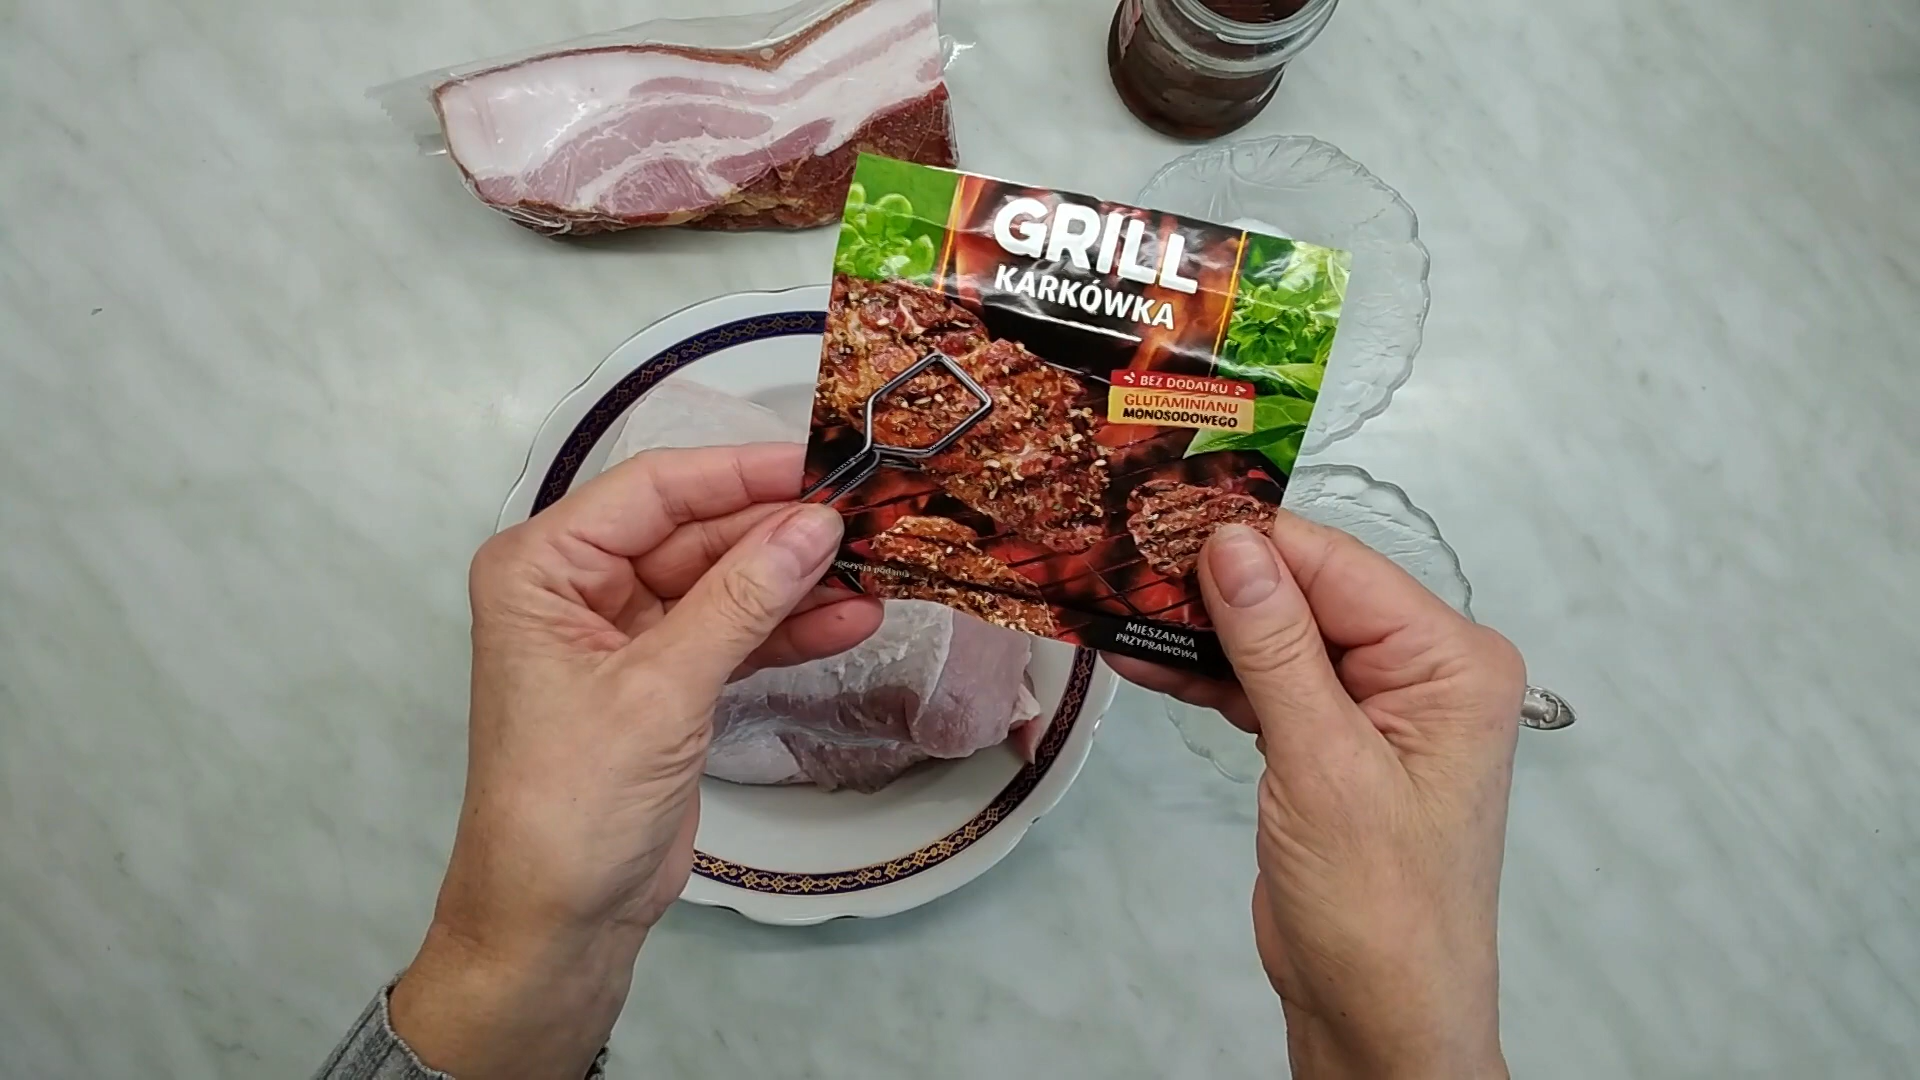 GRILL
KARKÓWKA
BEZ DODATKU
GLUTAMINIANU
MONOSODOWEGO
MIESZANKA
PRZYPRAWOWA